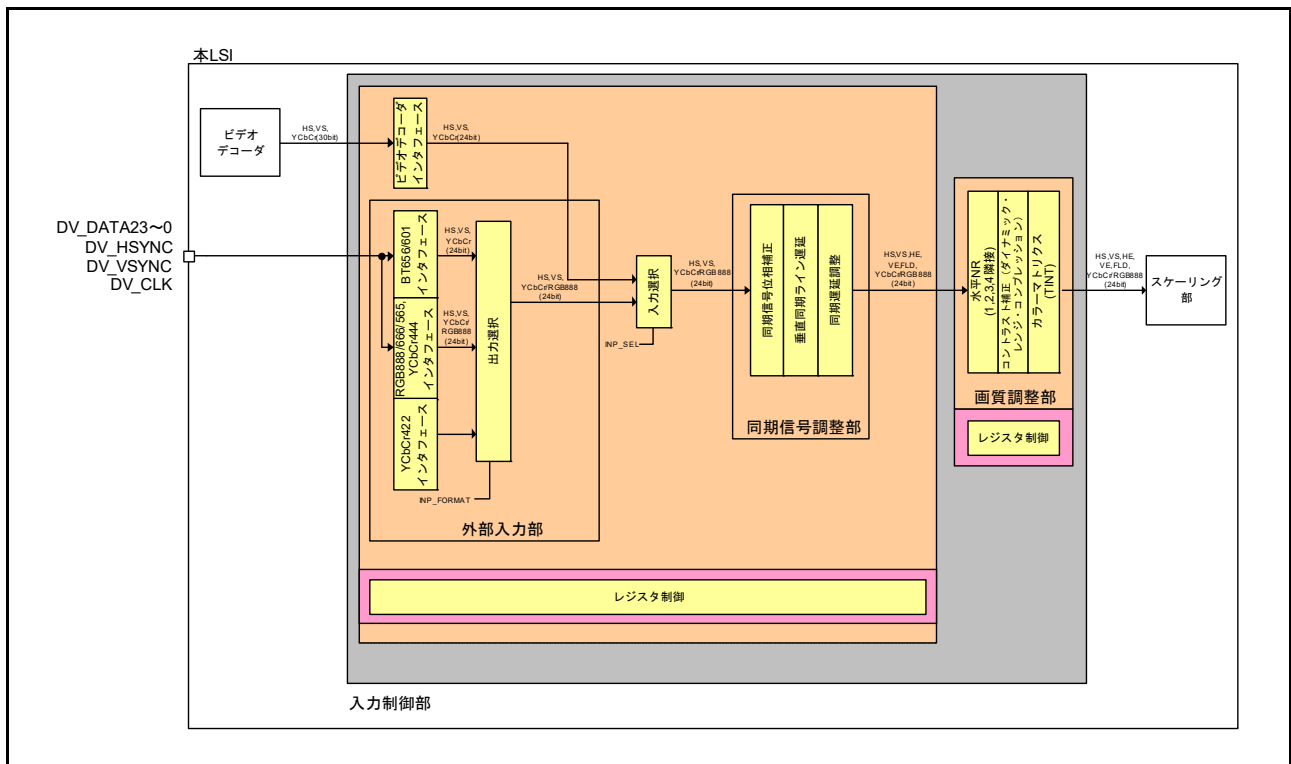 本LSI
ビデオ
デコーダ
HS,VS,
YCbCr(30bit)
ビデオデコーダ
インタフェース
HS,VS,
YCbCr(24bit)
DV_DATA23～0
DV_HSYNC
DV_VSYNC
DV_CLK
BT656/601
インタフェース
HS,VS,
YCbCr
(24bit)
RGB888/666/565,
YCbCr444
インタフェース
HS,VS,
YCbCr/
RGB888
(24bit)
YCbCr422
インタフェース
出力選択
INP_FORMAT
外部入力部
HS,VS,
YCbCr/RGB888
(24bit)
入力選択
INP_SEL
HS,VS,
YCbCr/RGB888
(24bit)
同期信号位相補正
垂直同期ライン遅延
同期遅延調整
同期信号調整部
HS,VS,HE,
VE,FLD,
YCbCr/RGB888
(24bit)
水平NR
(1,2,3,4隣接)
コントラスト補正（ダイナミック・
レンジ・コンプレッション）
カラーマトリクス
(TINT)
画質調整部
レジスタ制御
HS,VS,HE,
VE,FLD,
YCbCr/RGB888
(24bit)
スケーリング
部
レジスタ制御
入力制御部